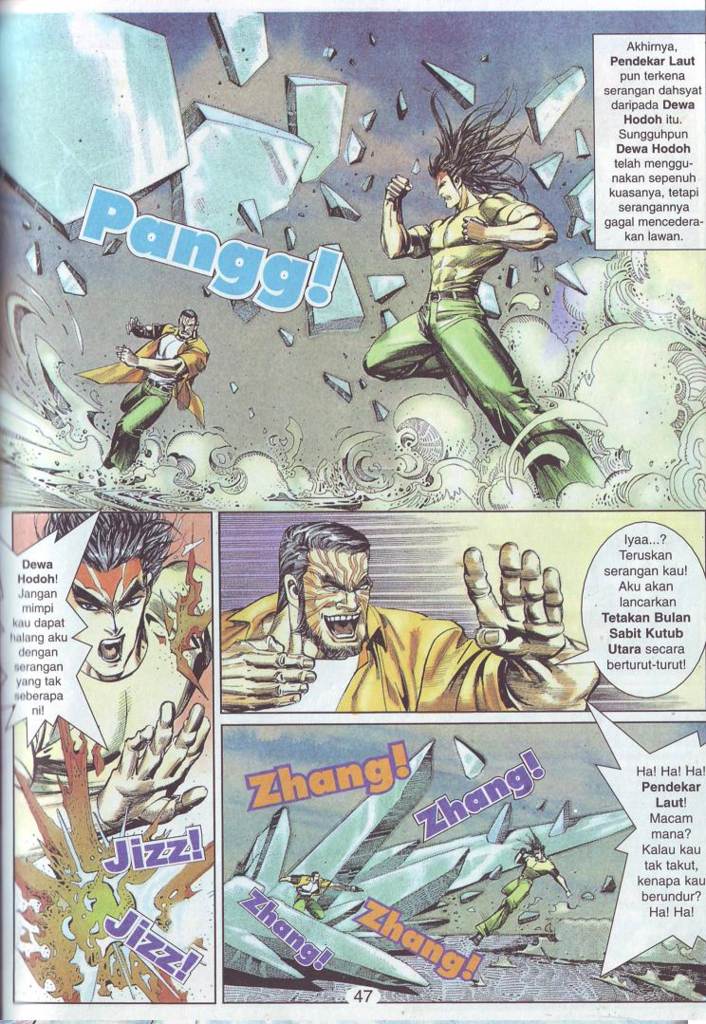 Akhirnya,
Pendekar Laut
pun terkena
serangan dahsyat
daripada Dewa
Hodoh itu.
Sungguhpun
Dewa Hodoh
telah menggu-
nakan sepenuh
kuasanya, tetapi
serangannya
gagal mencedera-
kan lawan.
Pangg!
Dewa
Hodoh!
Jangan
mimpi
kau dapat
halang aku
dengan
serangan
yang tak
seberapa
ni!
Jizz!
Jizz!
Iyaa...?
Teruskan
serangan kau!
Aku akan
lancarkan
Tetakan Bulan
Sabit Kutub
Utara secara
berturut-turut!
Zhang!
Zhang!
Zhang!
Zhang!
Ha! Ha! Ha!
Pendekar
Laut!
Macam
mana?
Kalau kau
tak takut,
kenapa kau
berundur?
Ha! Ha!
47